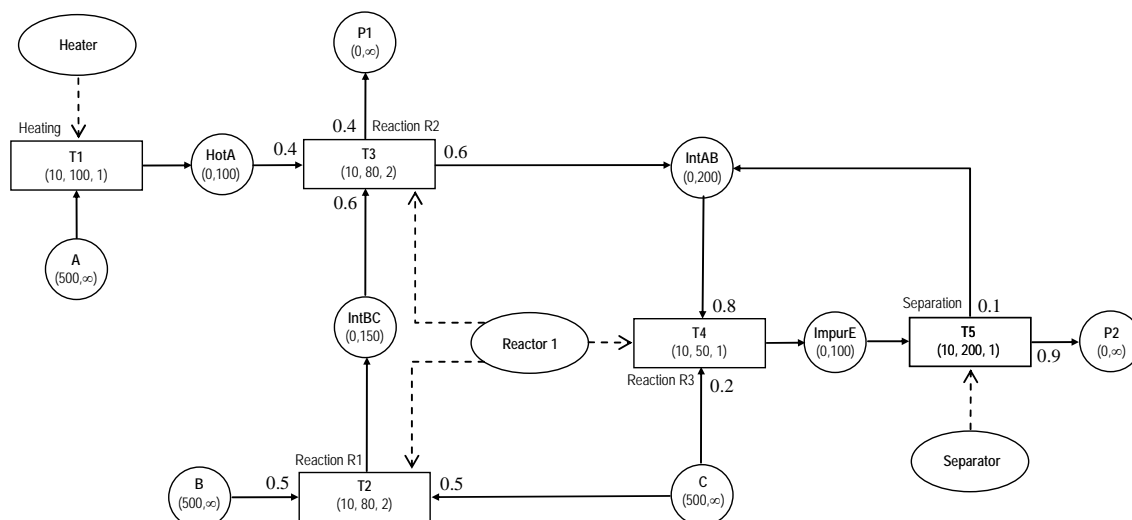 Heater
P1
(0,∞)
Heating
0.4
Reaction R2
T1
(10, 100, 1)
HotA
(0,100)
0.4
T3
(10, 80, 2)
0.6
IntAB
(0,200)
0.6
A
(500,∞)
IntBC
(0,150)
Reactor 1
0.8
T4
(10, 50, 1)
Reaction R3
0.2
ImpurE
(0,100)
Separation
0.1
T5
(10, 200, 1)
0.9
P2
(0,∞)
Reaction R1
B
(500,∞)
0.5
T2
(10, 80, 2)
0.5
C
(500,∞)
Separator